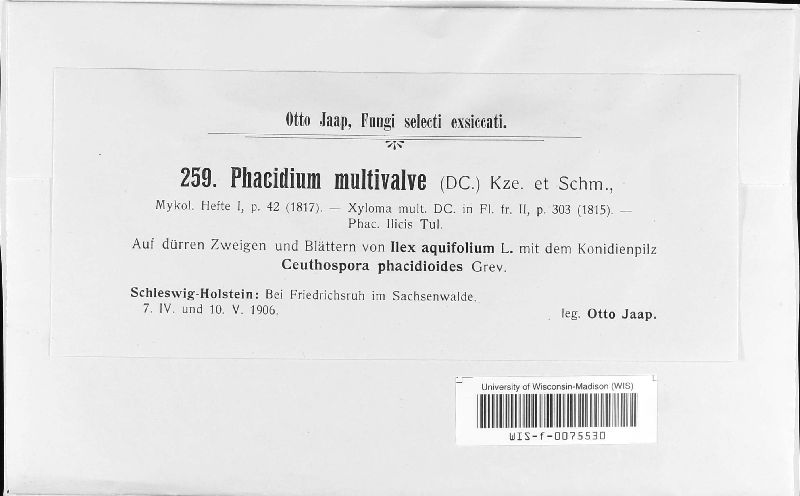 Otto Jaap, Fungi selecti exsiccati.
259. Phacidium multivalve (DC.) Kze. et Schm.,
Mykol. Hefte I, p. 42 (1817). — Xyloma mult. DC. in Fl. fr. II, p. 303 (1815). —
Phac. Ilicis Tul.
Auf dürren Zweigen und Blättern von Ilex aquifolium L. mit dem Konidienpilz
Ceuthospora phacidioides Grev.
Schleswig-Holstein: Bei Friedrichsruh im Sachsenwalde.
7. IV. und 10. V. 1906.
leg. Otto Jaap.
University of Wisconsin-Madison (WIS)
WIS-f-0075530